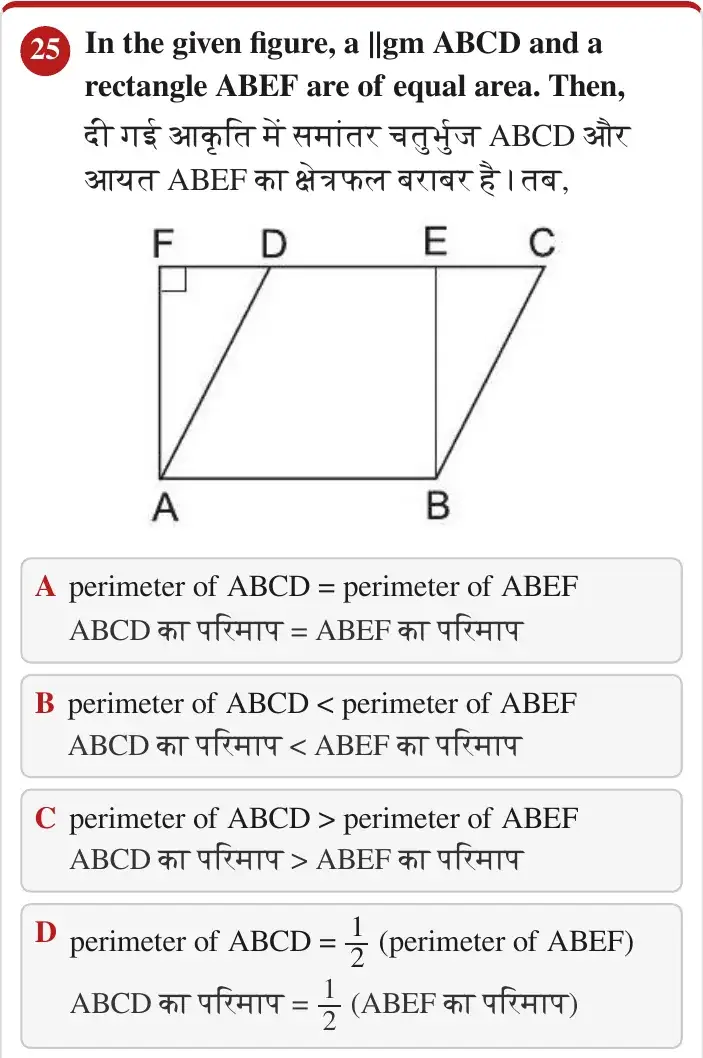 25 In the given figure, a ||gm ABCD and a
rectangle ABEF are of equal area. Then,
दी गई आकृति में समांतर चतुर्भुज ABCD और
आयत ABEF का क्षेत्रफल बराबर है। तब,
F D E C
A B
A perimeter of ABCD = perimeter of ABEF
ABCD का परिमाप = ABEF का परिमाप
B perimeter of ABCD < perimeter of ABEF
ABCD का परिमाप < ABEF का परिमाप
C perimeter of ABCD > perimeter of ABEF
ABCD का परिमाप > ABEF का परिमाप
D perimeter of ABCD = 1/2 (perimeter of ABEF)
ABCD का परिमाप = 1/2 (ABEF का परिमाप)